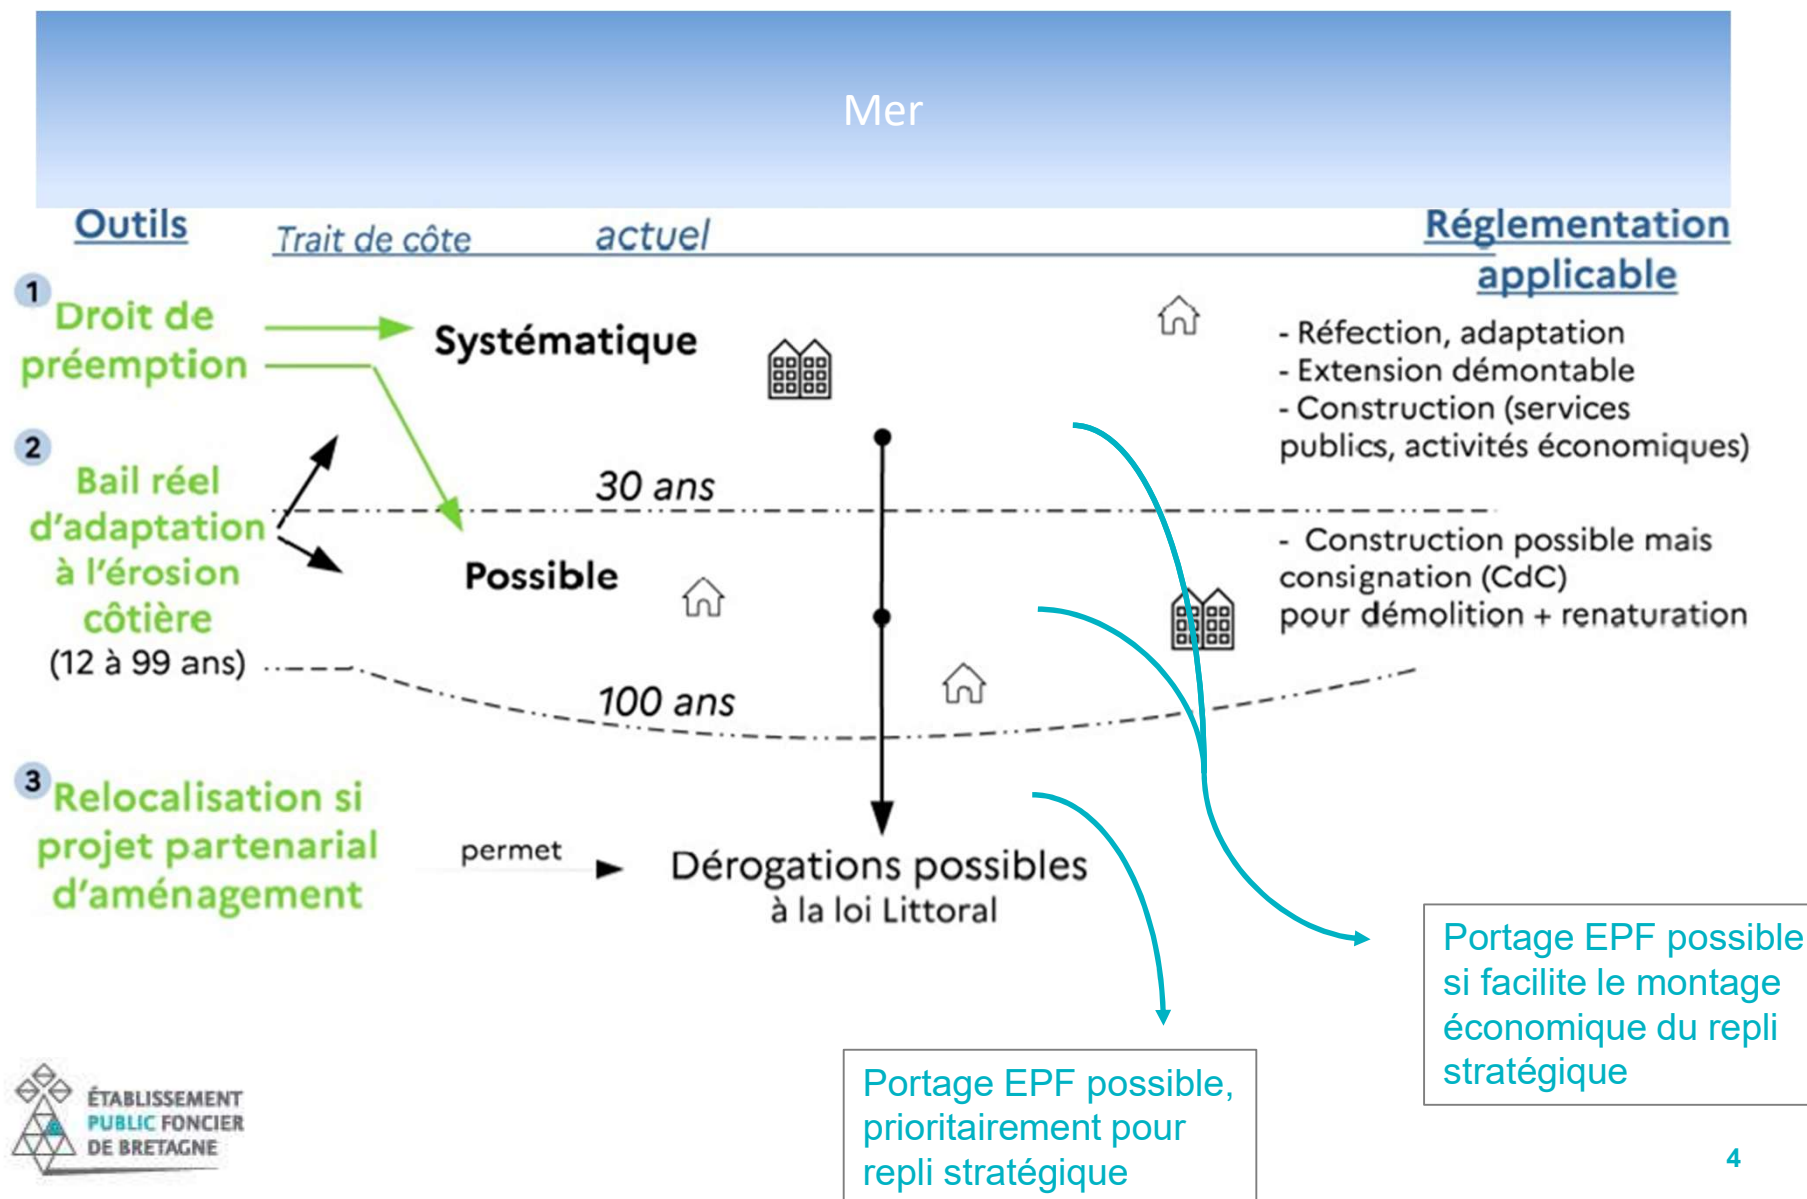 Mer
Outils
Trait de côte actuel
Réglementation
applicable
1
Droit de
préemption
Systématique
- Réfection, adaptation
- Extension démontable
- Construction (services
publics, activités économiques)
2
Bail réel
d'adaptation
à l'érosion
côtière
(12 à 99 ans)
30 ans
Possible
- Construction possible mais
consignation (CdC)
pour démolition + renaturation
100 ans
3
Relocalisation si
projet partenarial
d'aménagement
permet
Dérogations possibles
à la loi Littoral
Portage EPF possible
si facilite le montage
économique du repli
stratégique
Portage EPF possible,
prioritairement pour
repli stratégique
ÉTABLISSEMENT
PUBLIC FONCIER
DE BRETAGNE
4